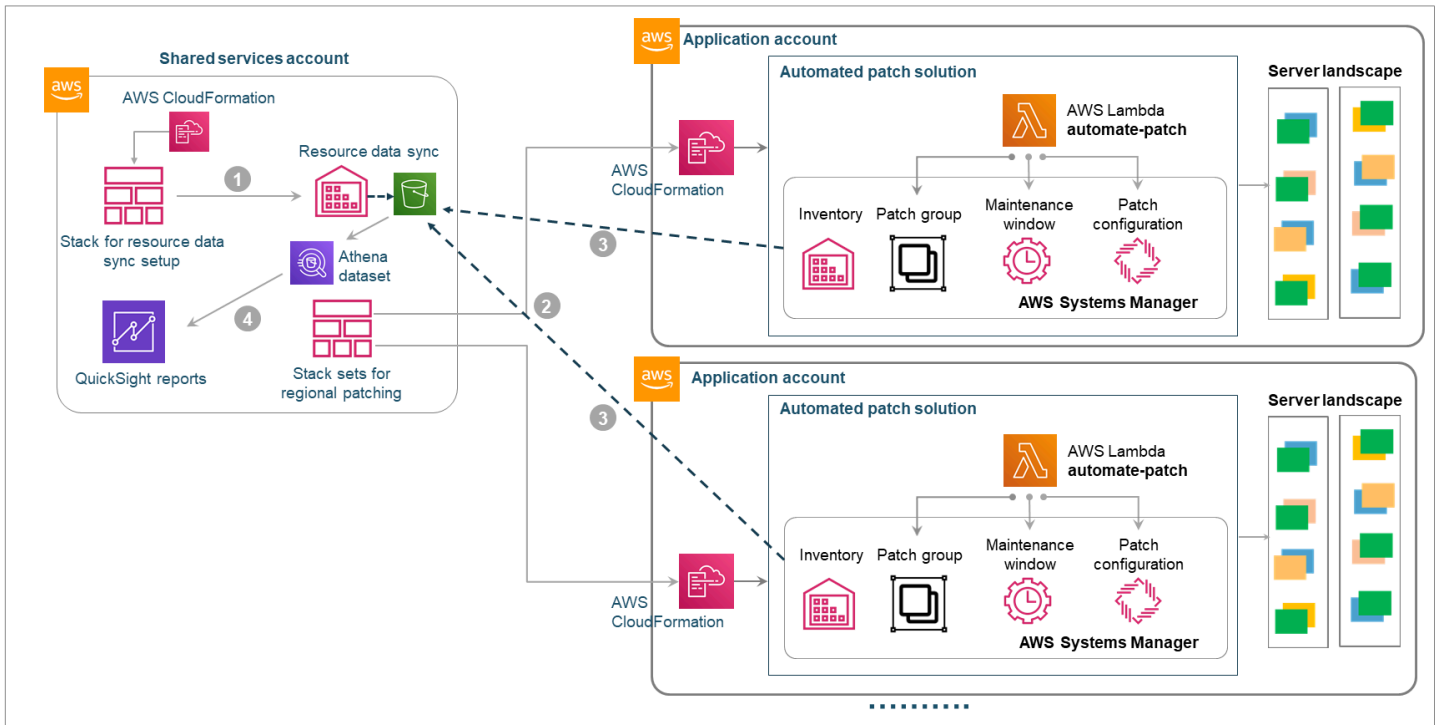 Shared services account
aws
AWS CloudFormation
Resource data sync
1
Stack for resource data
sync setup
Athena
dataset
4
QuickSight reports
Stack sets for
regional patching
2
3
3
aws
Application account
Automated patch solution
AWS
CloudFormation
AWS Lambda
automate-patch
Inventory
Patch group
Maintenance
window
Patch
configuration
AWS Systems Manager
Server landscape
aws
Application account
Automated patch solution
AWS
CloudFormation
AWS Lambda
automate-patch
Inventory
Patch group
Maintenance
window
Patch
configuration
AWS Systems Manager
Server landscape